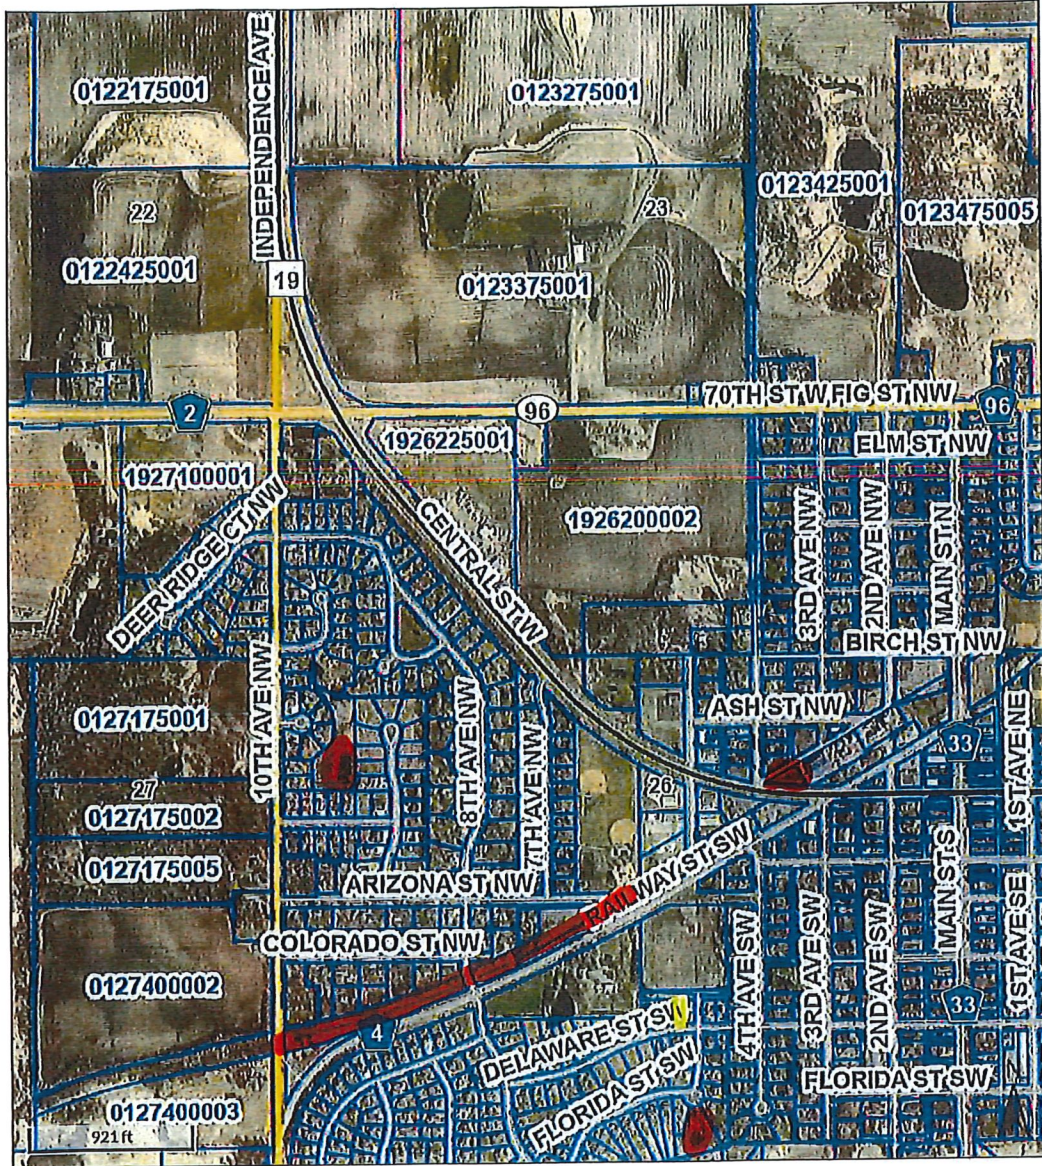 INDEPENDENCE AVE
0122175001
0123275001
0123425001
0123475005
22
23
0122425001
0123375001
19
70TH ST W FIG ST NW
2
96
96
1926225001
ELM ST NW
1927100001
DEER RIDGE CT NW
CENTRAL ST W
1926200002
3RD AVE NW
2ND AVE NW
MAIN ST N
BIRCH ST NW
10TH AVE NW
8TH AVE NW
7TH AVE NW
0127175001
ASH ST NW
33
1ST AVE NE
27
26
0127175002
0127175005
ARIZONA ST NW
RAILWAY ST SW
COLORADO ST NW
4TH AVE SW
3RD AVE SW
2ND AVE SW
MAIN ST S
1ST AVE SE
0127400002
4
33
DELAWARE ST SW
FLORIDA ST SW
FLORIDA ST SW
0127400003
921 ft
N